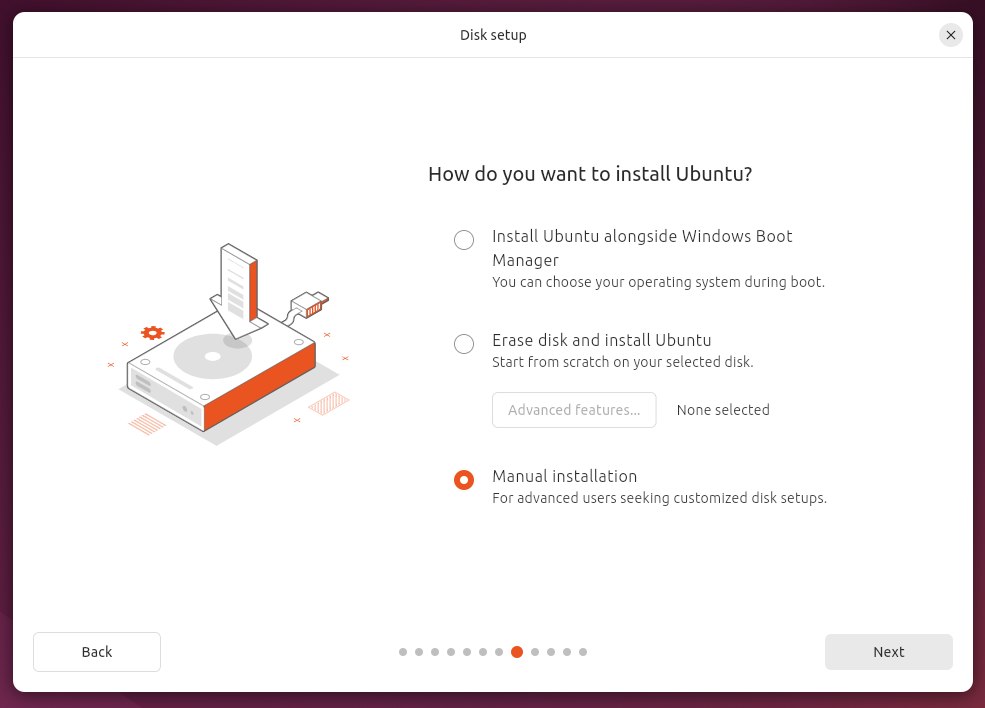 Disk setup
How do you want to install Ubuntu?
Install Ubuntu alongside Windows Boot
Manager
You can choose your operating system during boot.
Erase disk and install Ubuntu
Start from scratch on your selected disk.
Advanced features... None selected
Manual installation
For advanced users seeking customized disk setups.
Back Next